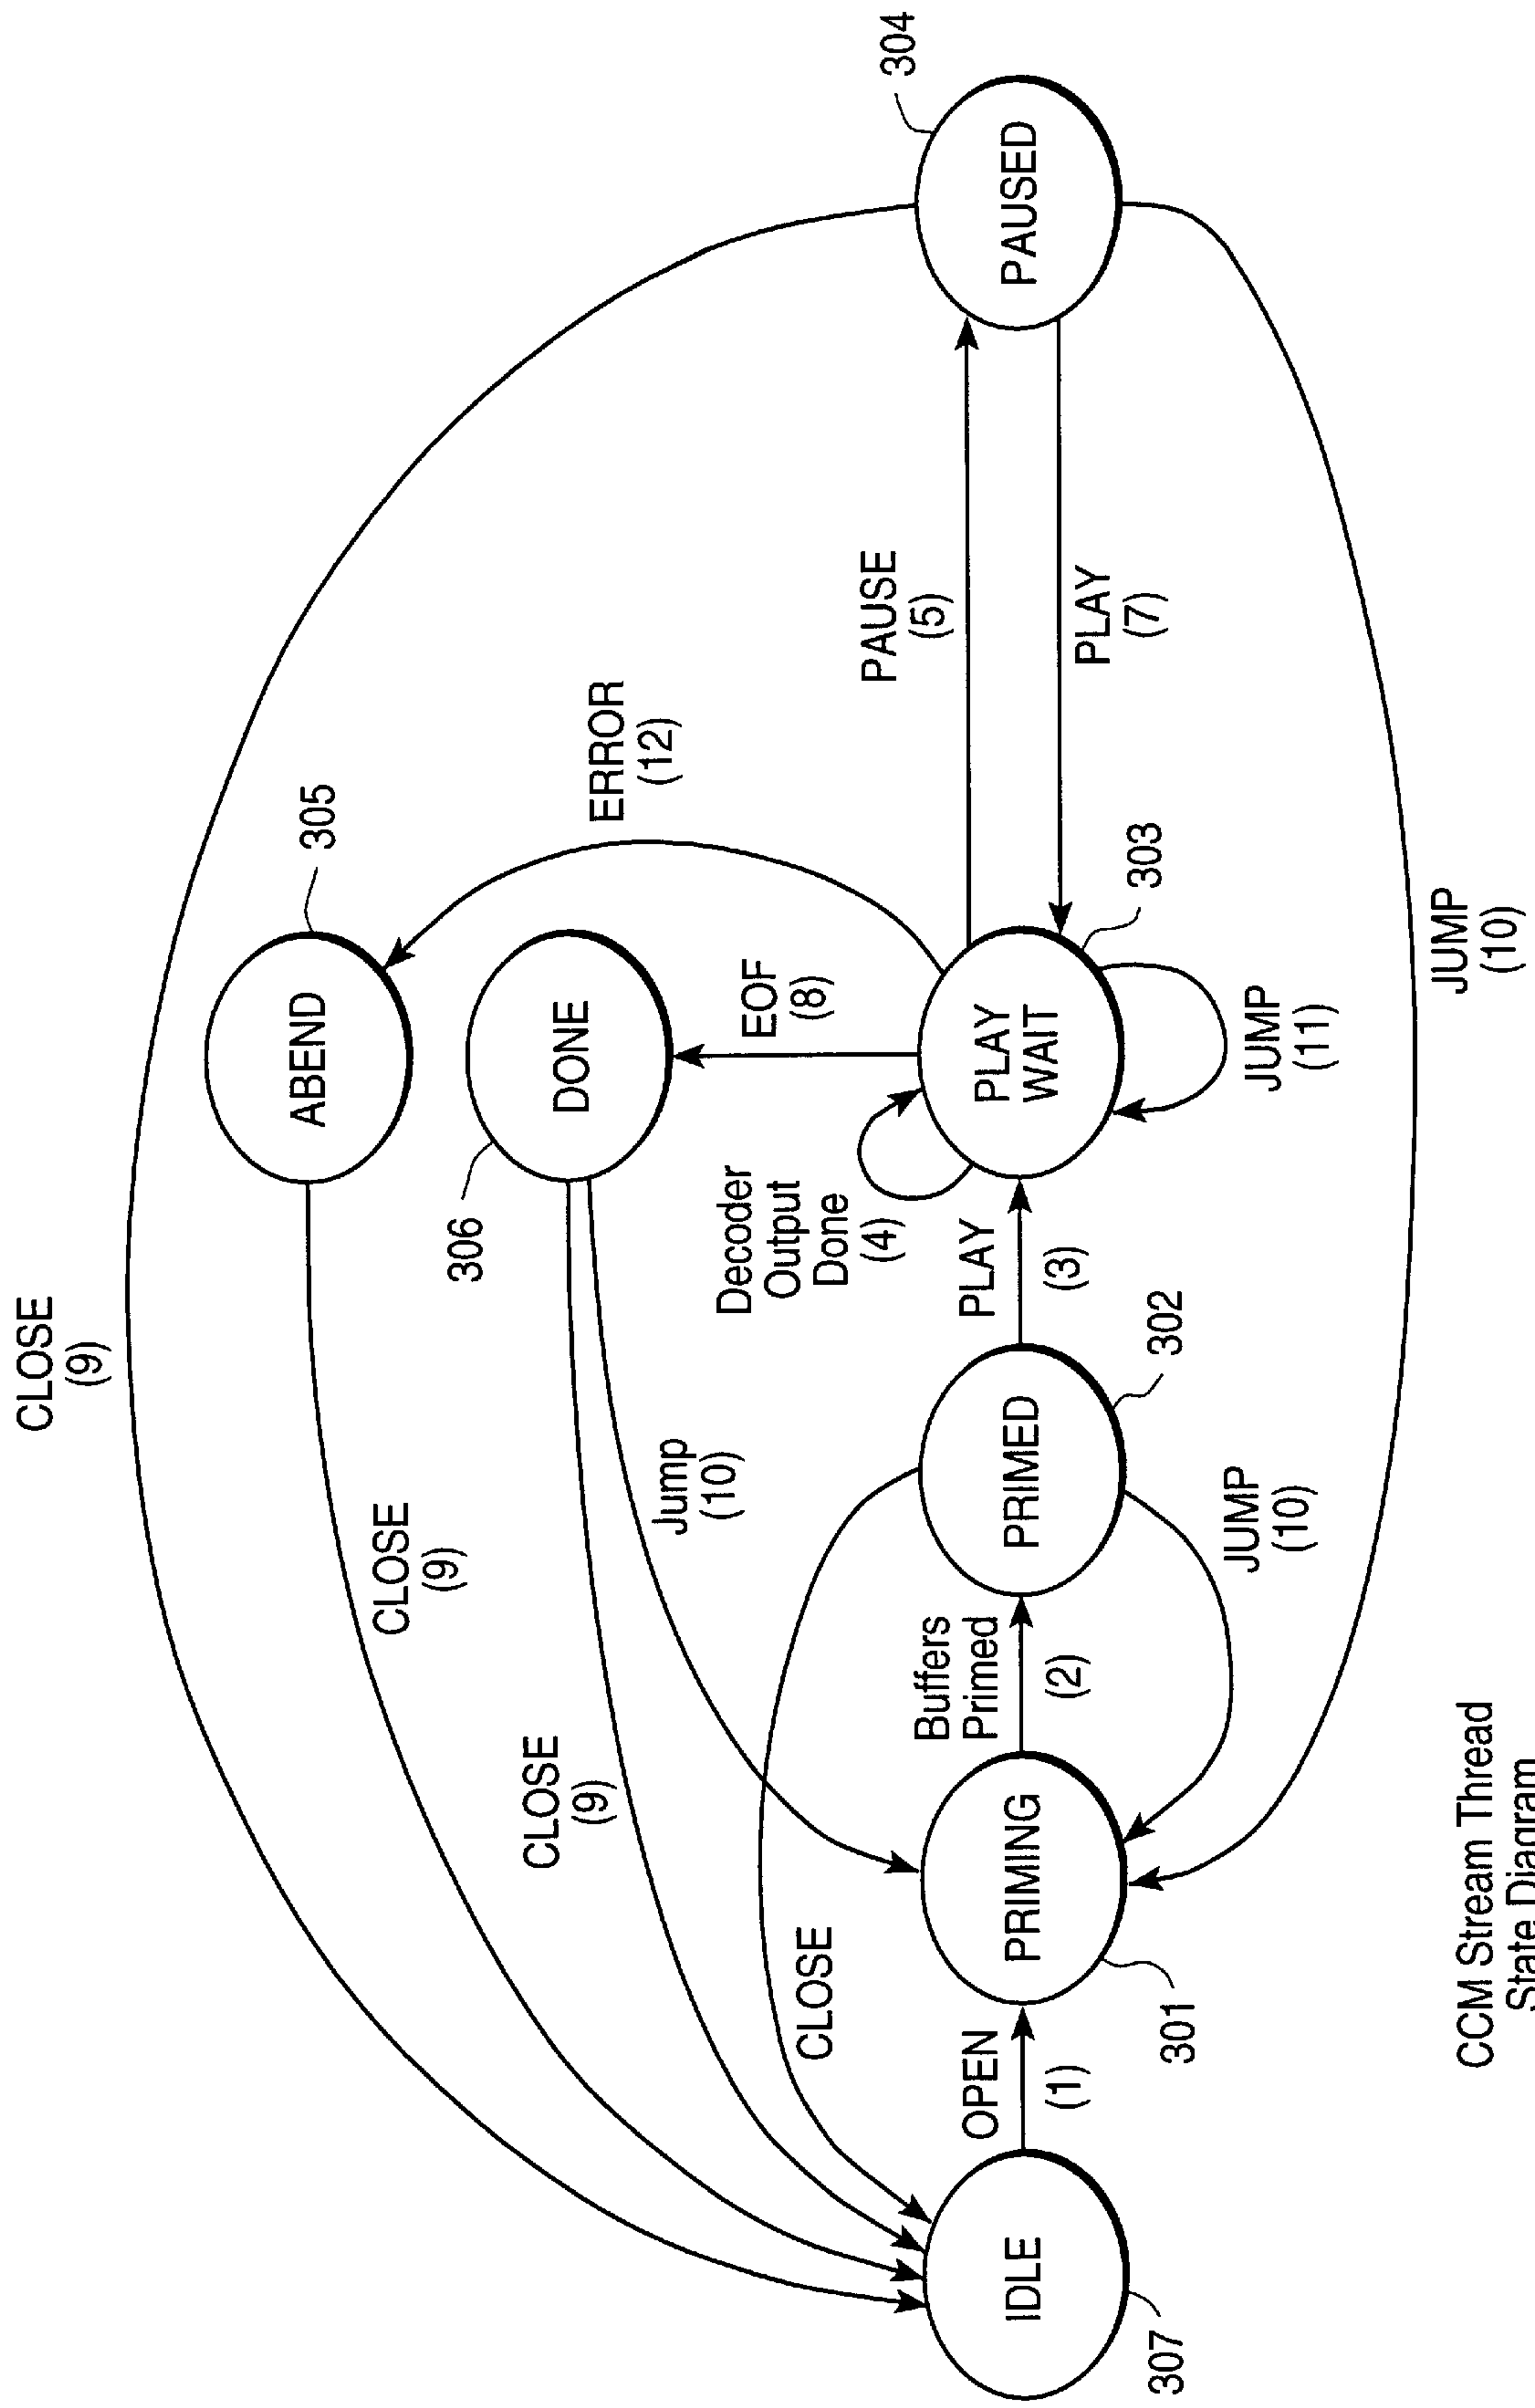 CLOSE
(9)
304
PAUSED
ABEND
305
ERROR
(12)
CLOSE
(9)
DONE
306
EOF
(8)
PAUSE
(5)
PLAY
(7)
CLOSE
(9)
Jump
(10)
Decoder
Output
Done
(4)
CLOSE
IDLE
307
OPEN
(1)
PRIMING
301
Buffers
Primed
(2)
PRIMED
302
PLAY
(3)
PLAY
WAIT
303
JUMP
(10)
JUMP
(11)
JUMP
(10)
CCM Stream Thread
State Diagram